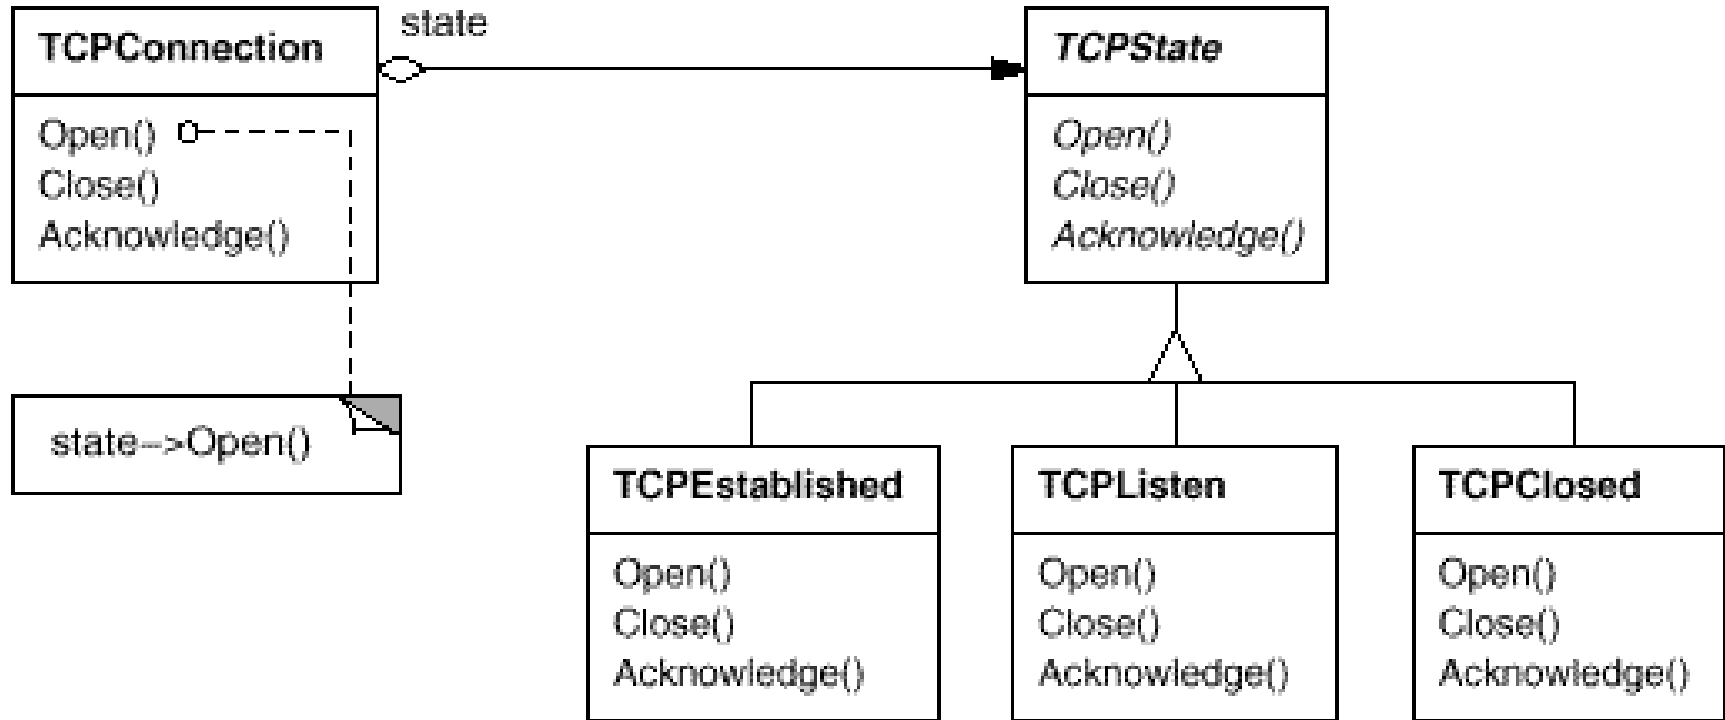 TCPConnection
Open()
Close()
Acknowledge()
state
TCPState
Open()
Close()
Acknowledge()
state-->Open()
TCPEstablished
Open()
Close()
Acknowledge()
TCPListen
Open()
Close()
Acknowledge()
TCPClosed
Open()
Close()
Acknowledge()